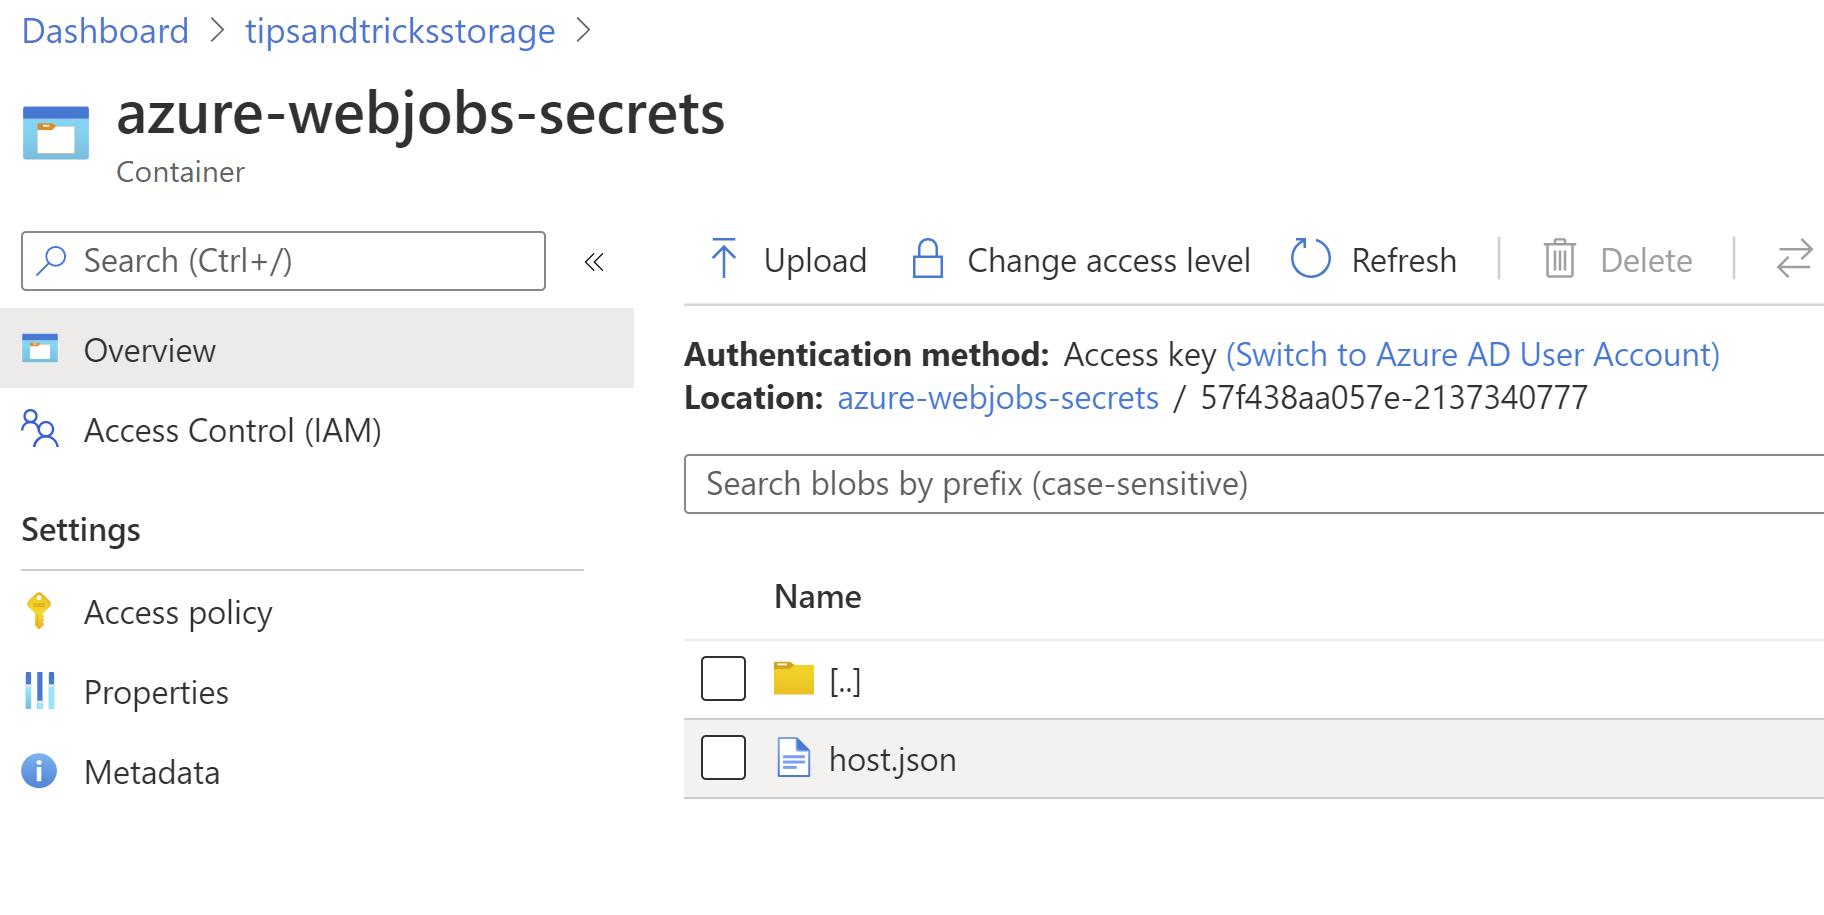 Dashboard > tipsandtricksstorage >
azure-webjobs-secrets
Container
Search (Ctrl+/)
«
Overview
Access Control (IAM)
Settings
Access policy
Properties
Metadata
Upload
Change access level
Refresh
Delete
Authentication method: Access key (Switch to Azure AD User Account)
Location: azure-webjobs-secrets / 57f438aa057e-2137340777
Search blobs by prefix (case-sensitive)
Name
[..]
host.json